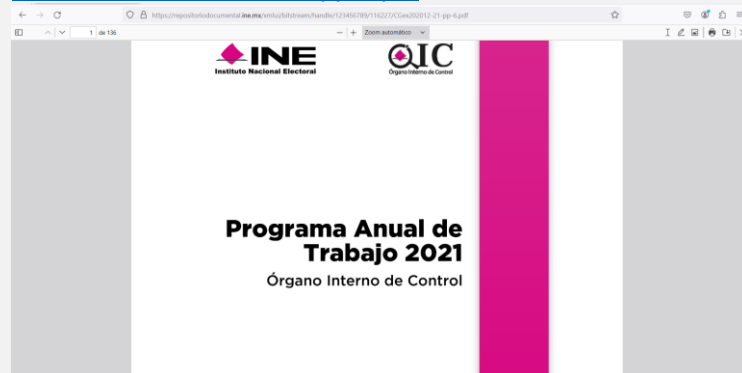 https://repositoriodocumental.ine.mx/xmlui/bitstream/handle/123456789/116227/CGex202012-21-pp-6.pdf
1 de 136
Zoom automático
INE
Instituto Nacional Electoral
OIC
Órgano Interno de Control
Programa Anual de
Trabajo 2021
Órgano Interno de Control